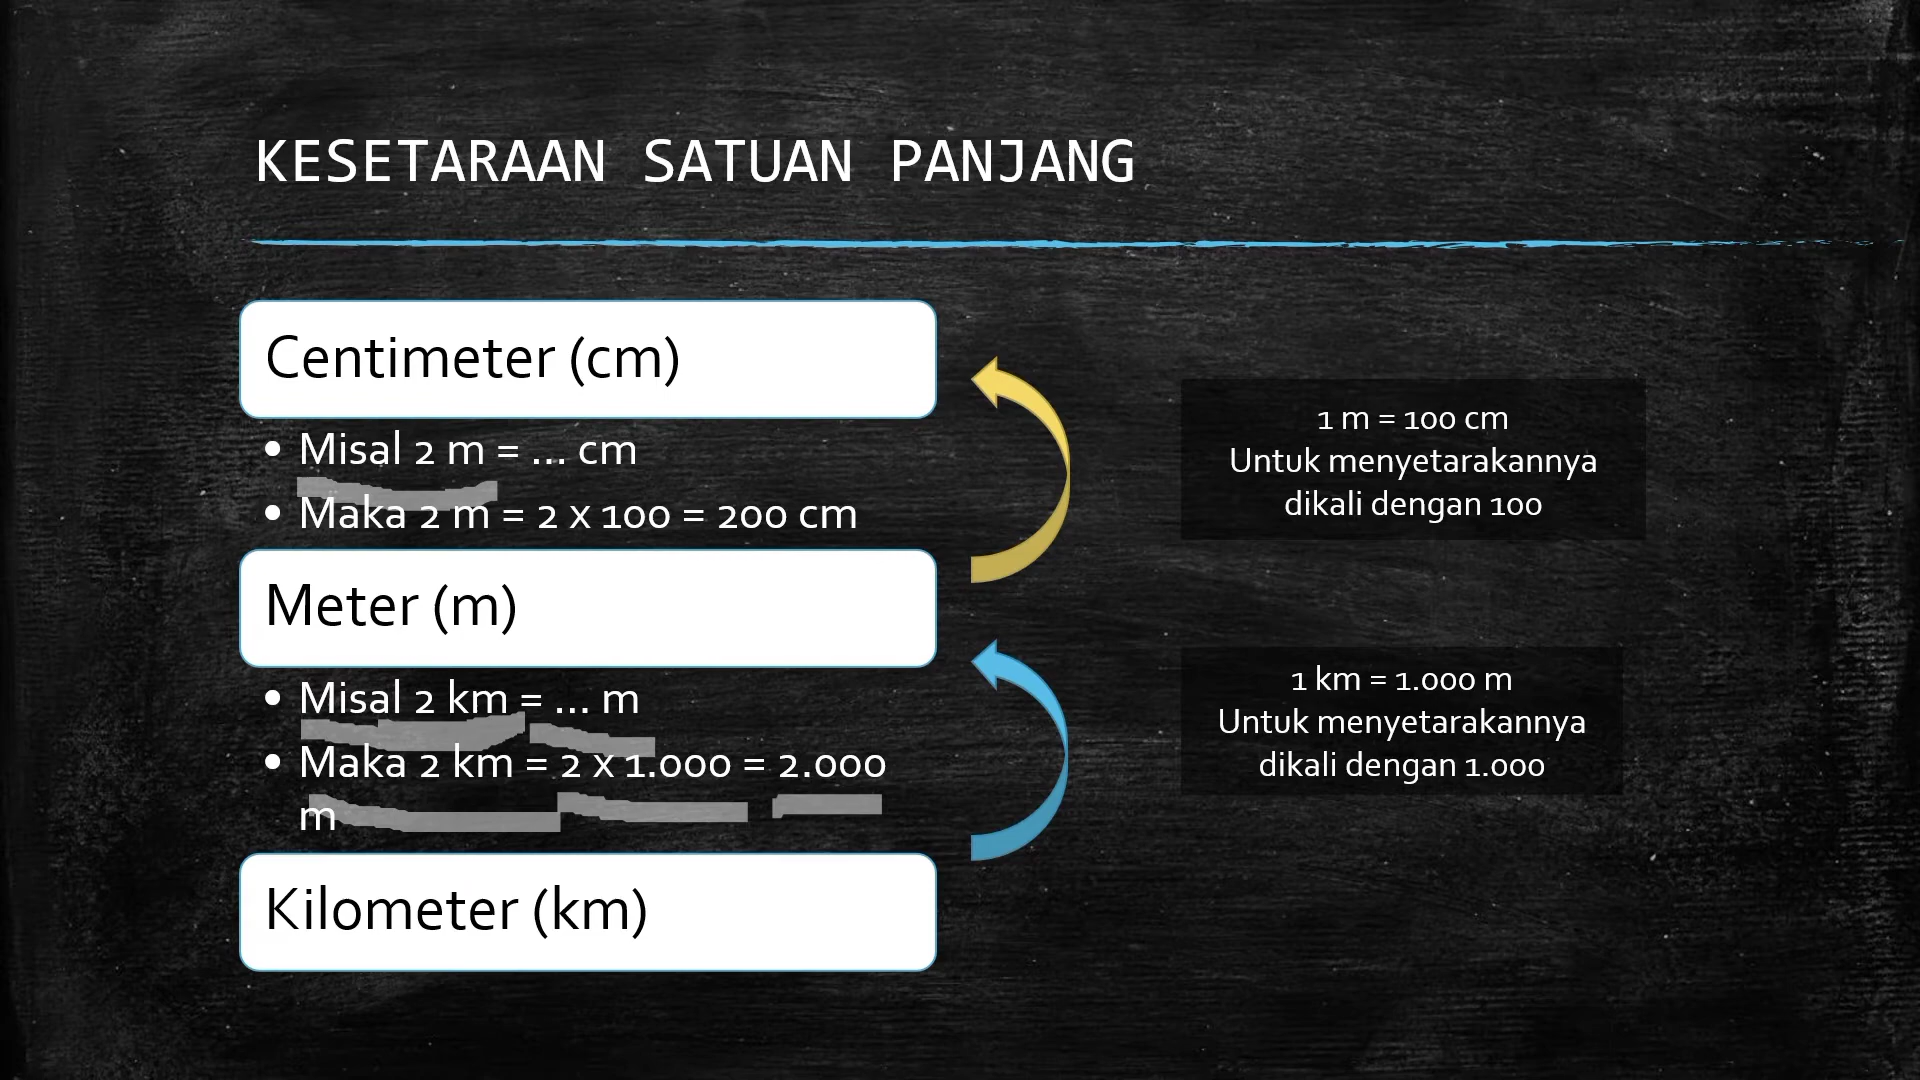 KESETARAAN SATUAN PANJANG
Centimeter (cm)
• Misal 2 m = ... cm
• Maka 2 m = 2 x 100 = 200 cm
Meter (m)
• Misal 2 km = ... m
• Maka 2 km = 2 x 1.000 = 2.000
m
Kilometer (km)
1 m = 100 cm
Untuk menyetarakannya
dikali dengan 100
1 km = 1.000 m
Untuk menyetarakannya
dikali dengan 1.000